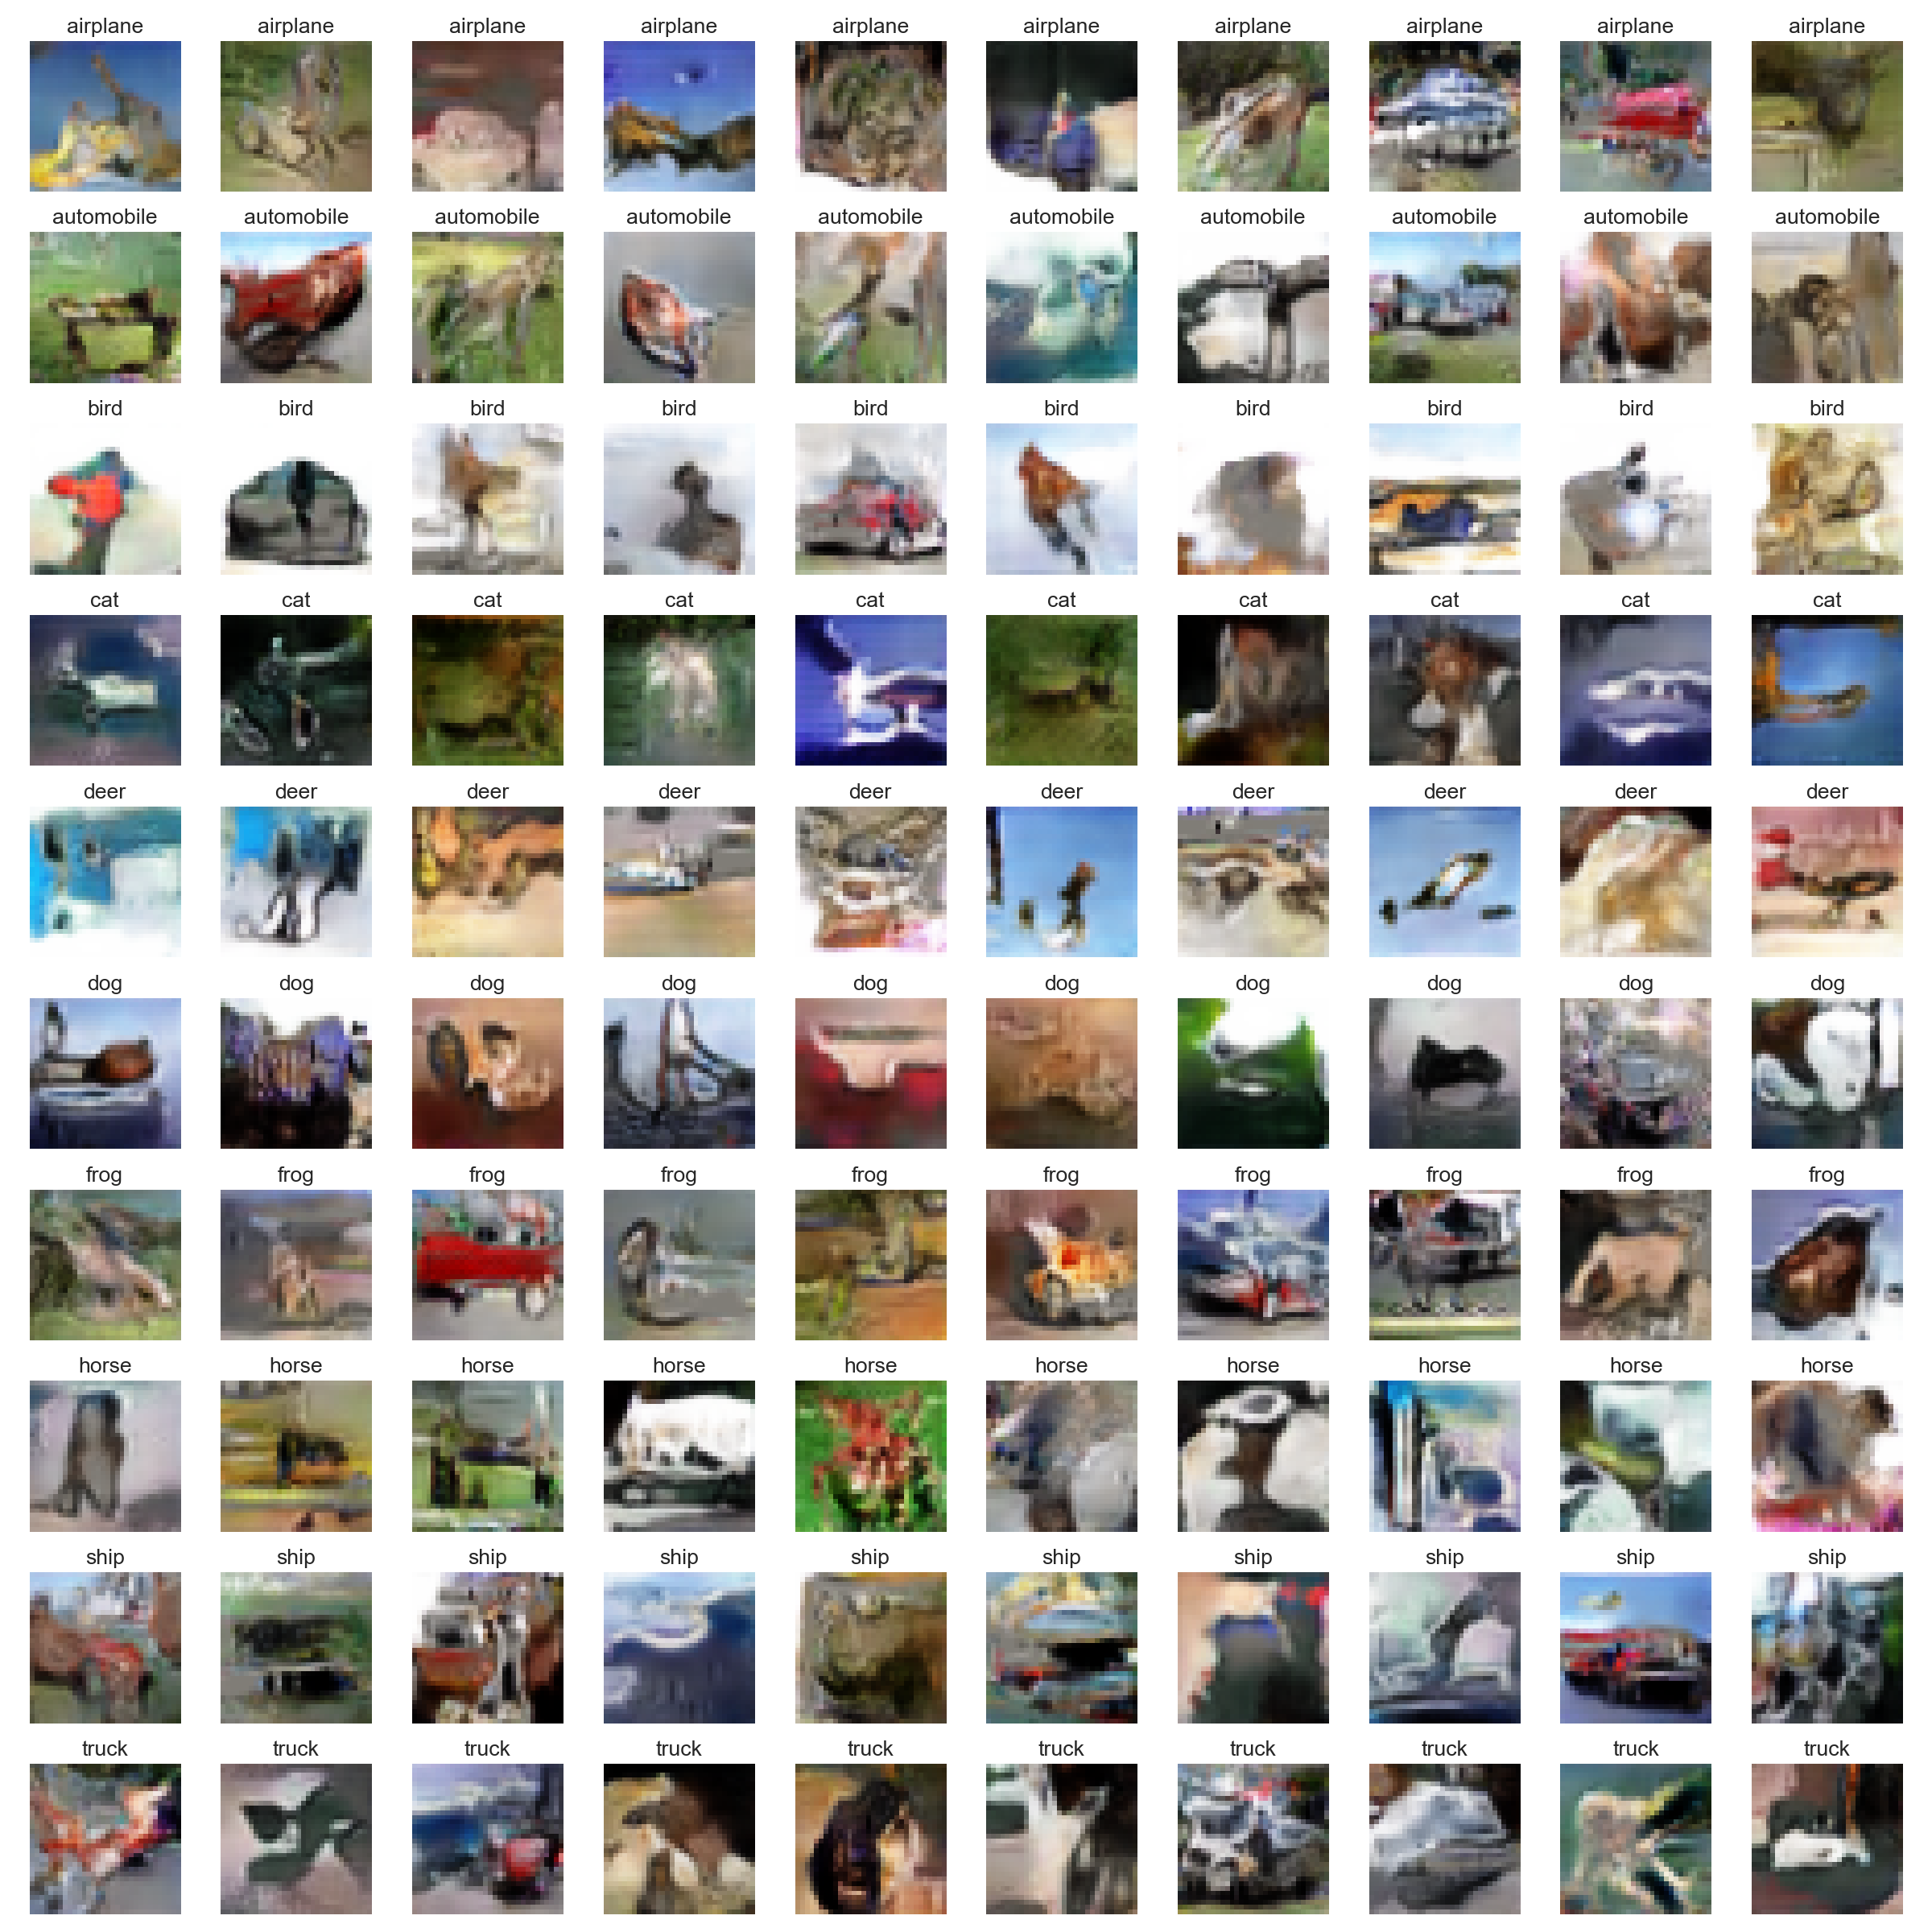 airplane airplane airplane airplane airplane airplane airplane airplane airplane airplane
automobile automobile automobile automobile automobile automobile automobile automobile automobile automobile
bird bird bird bird bird bird bird bird bird bird
cat cat cat cat cat cat cat cat cat cat
deer deer deer deer deer deer deer deer deer deer
dog dog dog dog dog dog dog dog dog dog
frog frog frog frog frog frog frog frog frog frog
horse horse horse horse horse horse horse horse horse horse
ship ship ship ship ship ship ship ship ship ship
truck truck truck truck truck truck truck truck truck truck